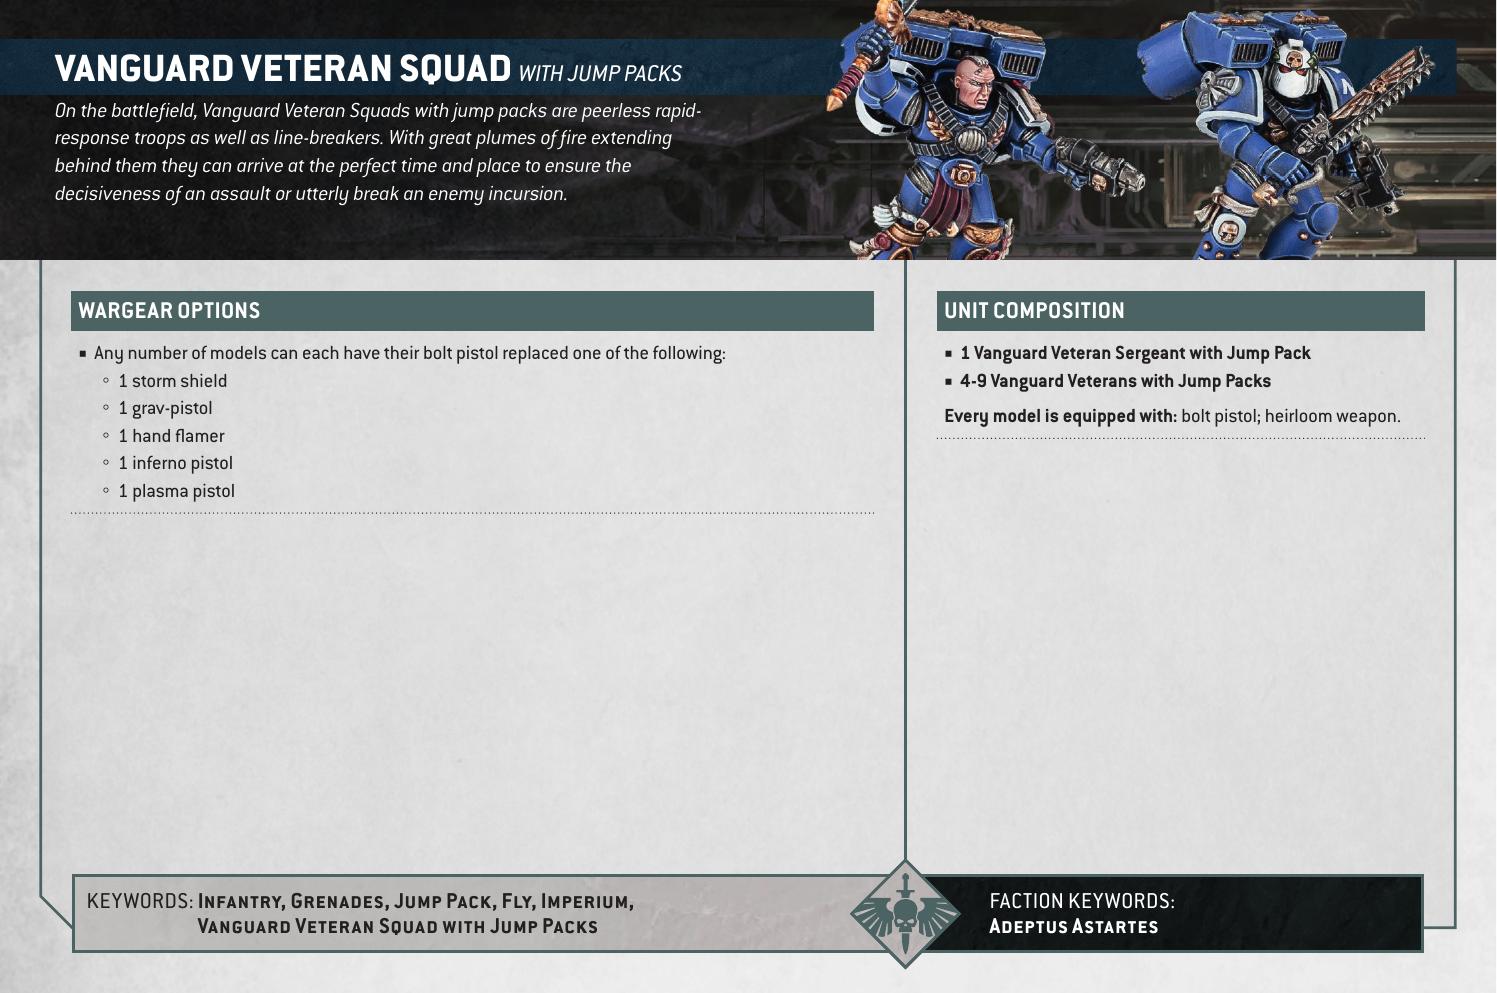 VANGUARD VETERAN SQUAD WITH JUMP PACKS
On the battlefield, Vanguard Veteran Squads with jump packs are peerless rapid-
response troops as well as line-breakers. With great plumes of fire extending
behind them they can arrive at the perfect time and place to ensure the
decisiveness of an assault or utterly break an enemy incursion.
WARGEAR OPTIONS
■ Any number of models can each have their bolt pistol replaced one of the following:
◦ 1 storm shield
◦ 1 grav-pistol
◦ 1 hand flamer
◦ 1 inferno pistol
◦ 1 plasma pistol
UNIT COMPOSITION
■ 1 Vanguard Veteran Sergeant with Jump Pack
■ 4-9 Vanguard Veterans with Jump Packs
Every model is equipped with: bolt pistol; heirloom weapon.
KEYWORDS: Infantry, Grenades, Jump Pack, Fly, Imperium,
Vanguard Veteran Squad with Jump Packs
FACTION KEYWORDS:
Adeptus Astartes